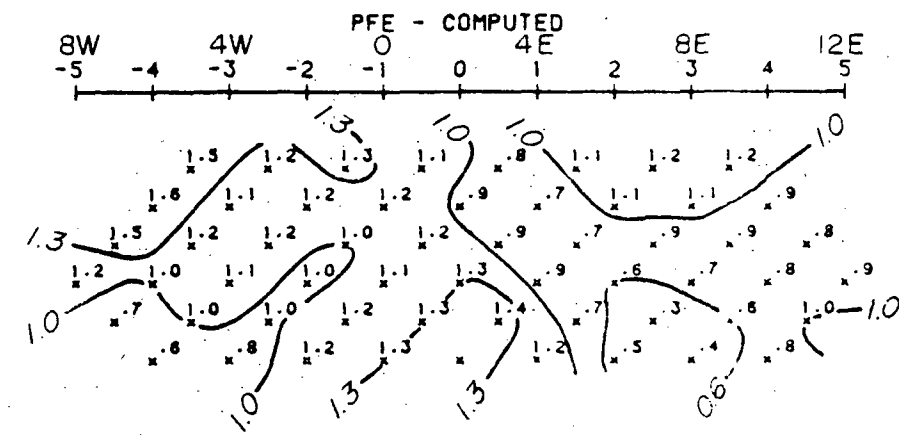 PFE - COMPUTED
8W 4W 0 4E 8E 12E
-5 -4 -3 -2 -1 0 1 2 3 4 5
1.3 1.0 1.0 1.0
1.5 1.2 1.3 1.1 .8 1.1 1.2 1.2
1.6 1.1 1.2 1.2 .9 .7 1.1 1.1 .9
1.3 1.5 1.2 1.2 1.0 1.2 .9 .7 .9 .9 .8
1.2 1.0 1.1 1.0 1.1 1.3 .9 .6 .7 .8 .9
1.0 .7 1.0 1.0 1.2 1.3 1.4 .7 .3 .6 1.0 1.0
.6 .8 1.2 1.3 1.2 .5 .4 .8
1.0 1.3 1.3 0.6